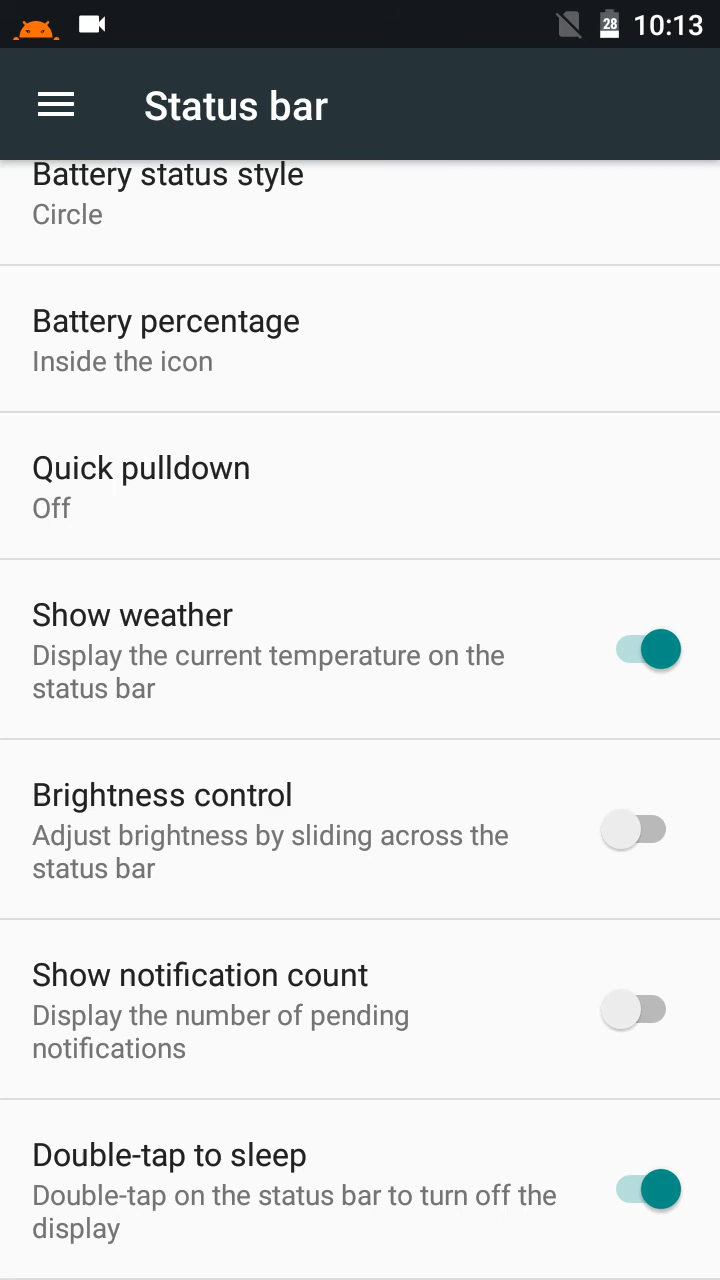 28 10:13
Status bar
Battery status style
Circle
Battery percentage
Inside the icon
Quick pulldown
Off
Show weather
Display the current temperature on the
status bar
Brightness control
Adjust brightness by sliding across the
status bar
Show notification count
Display the number of pending
notifications
Double-tap to sleep
Double-tap on the status bar to turn off the
display